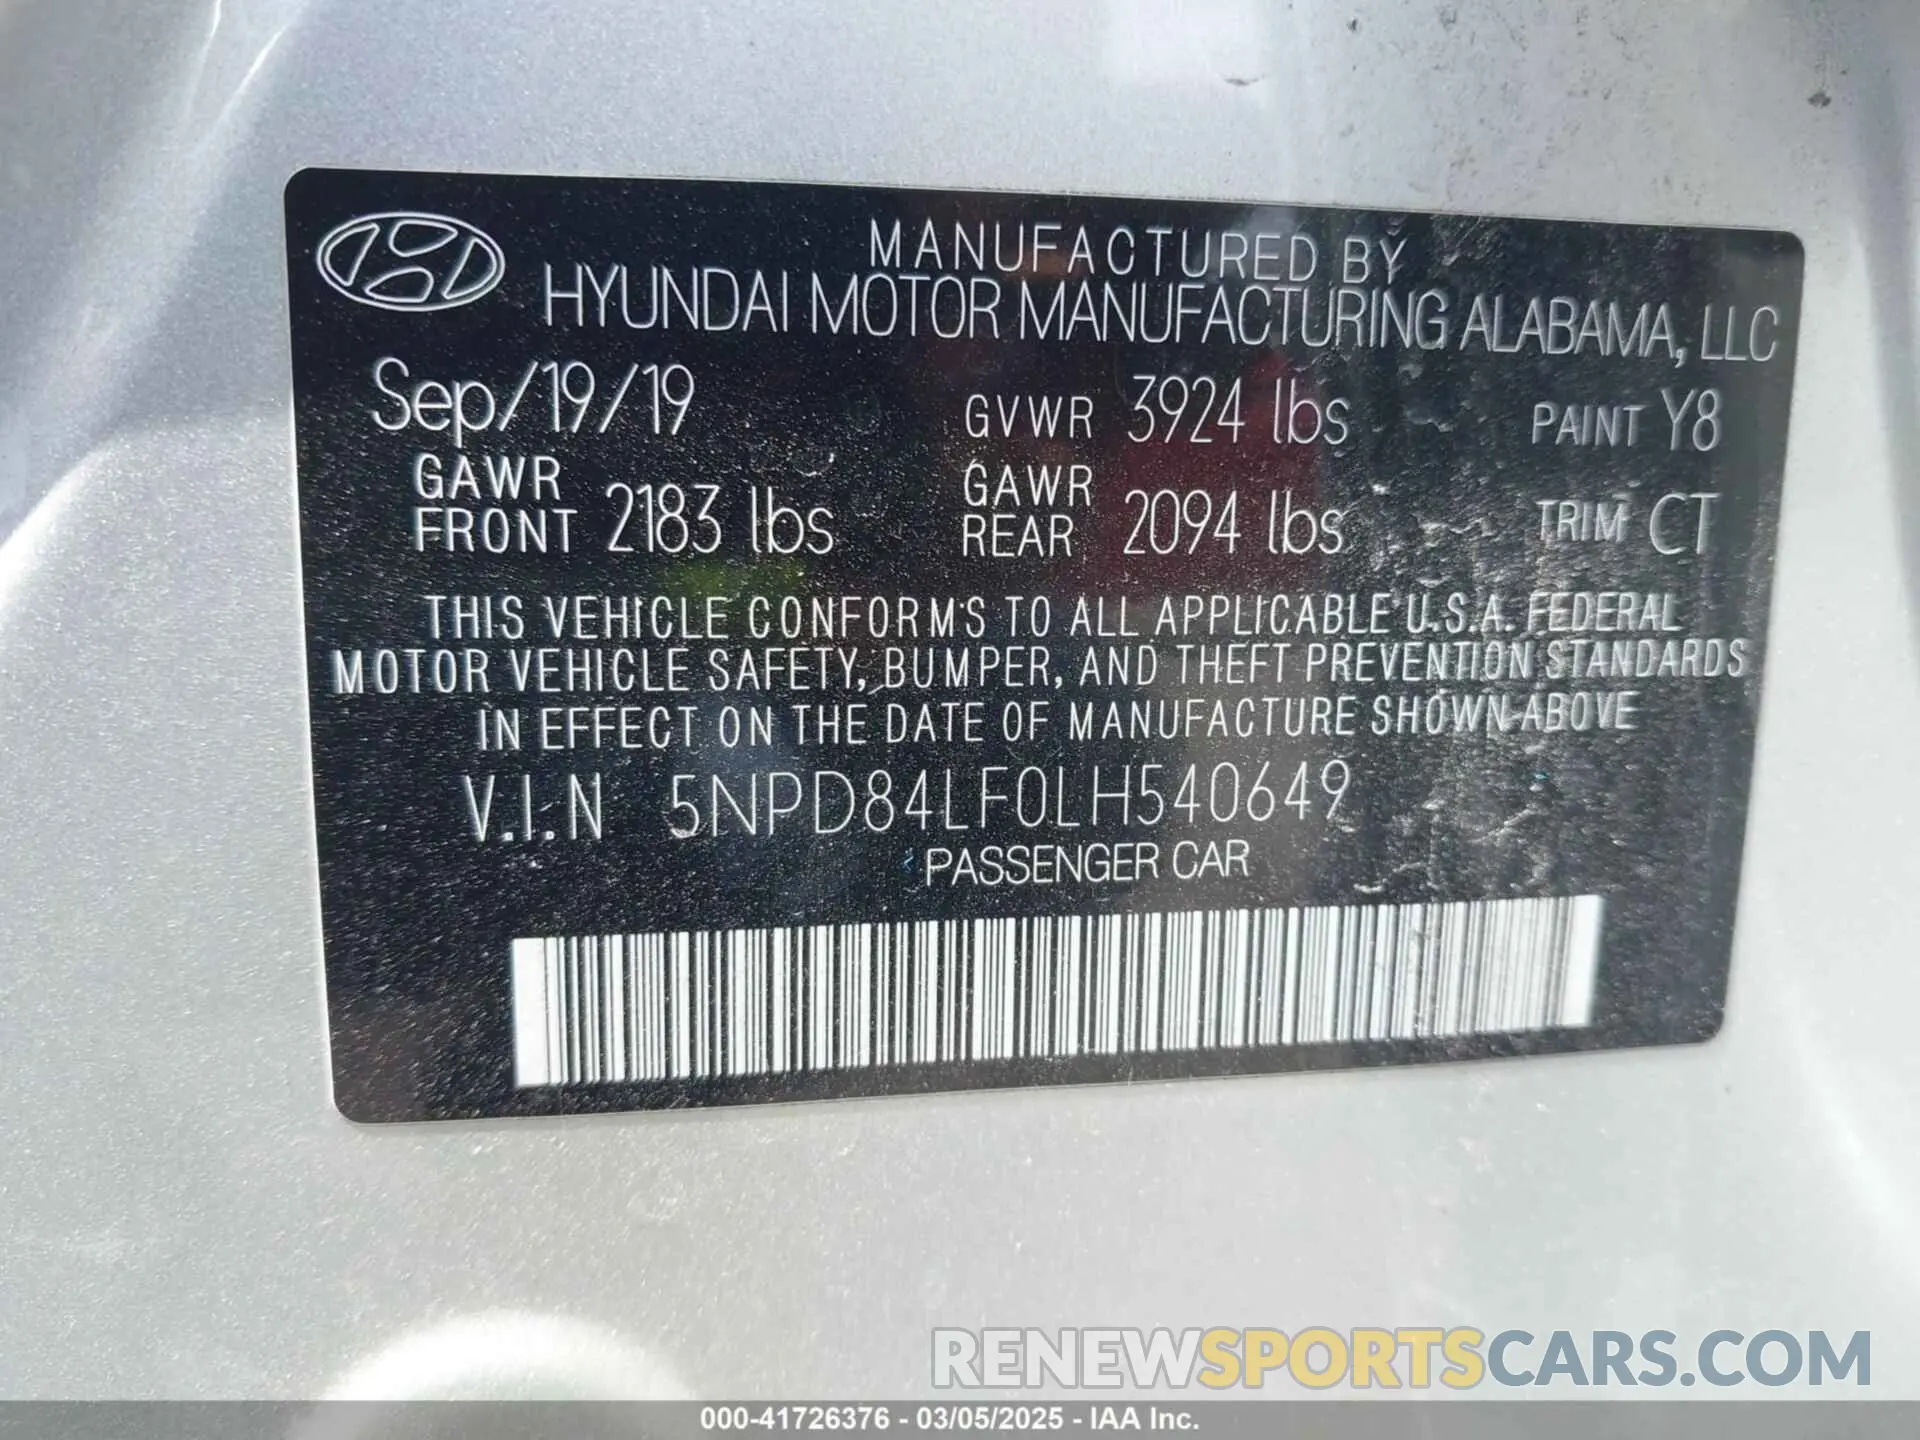 MANUFACTURED BY
HYUNDAI MOTOR MANUFACTURING ALABAMA, LLC
Sep/19/19 GVWR 3924 lbs PAINT Y8
GAWR FRONT 2183 lbs GAWR REAR 2094 lbs TRIM CT
THIS VEHICLE CONFORMS TO ALL APPLICABLE U.S.A. FEDERAL
MOTOR VEHICLE SAFETY, BUMPER, AND THEFT PREVENTION STANDARDS
IN EFFECT ON THE DATE OF MANUFACTURE SHOWN ABOVE
V.I.N 5NPD84LF0LH540649
PASSENGER CAR
RENEWSPORTSCARS.COM
000-41726376 - 03/05/2025 - IAA Inc.